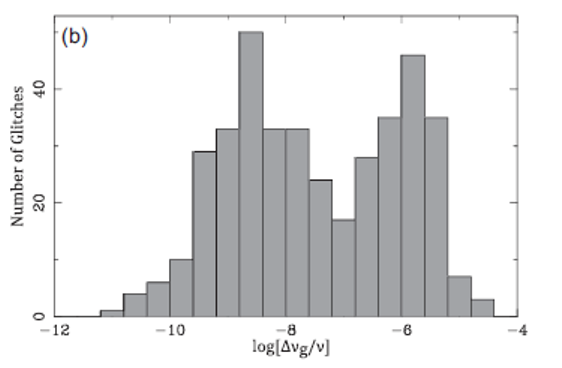 (b)
Number of Glitches
40
20
0
−12 −10 −8 −6 −4
log[Δνg/ν]